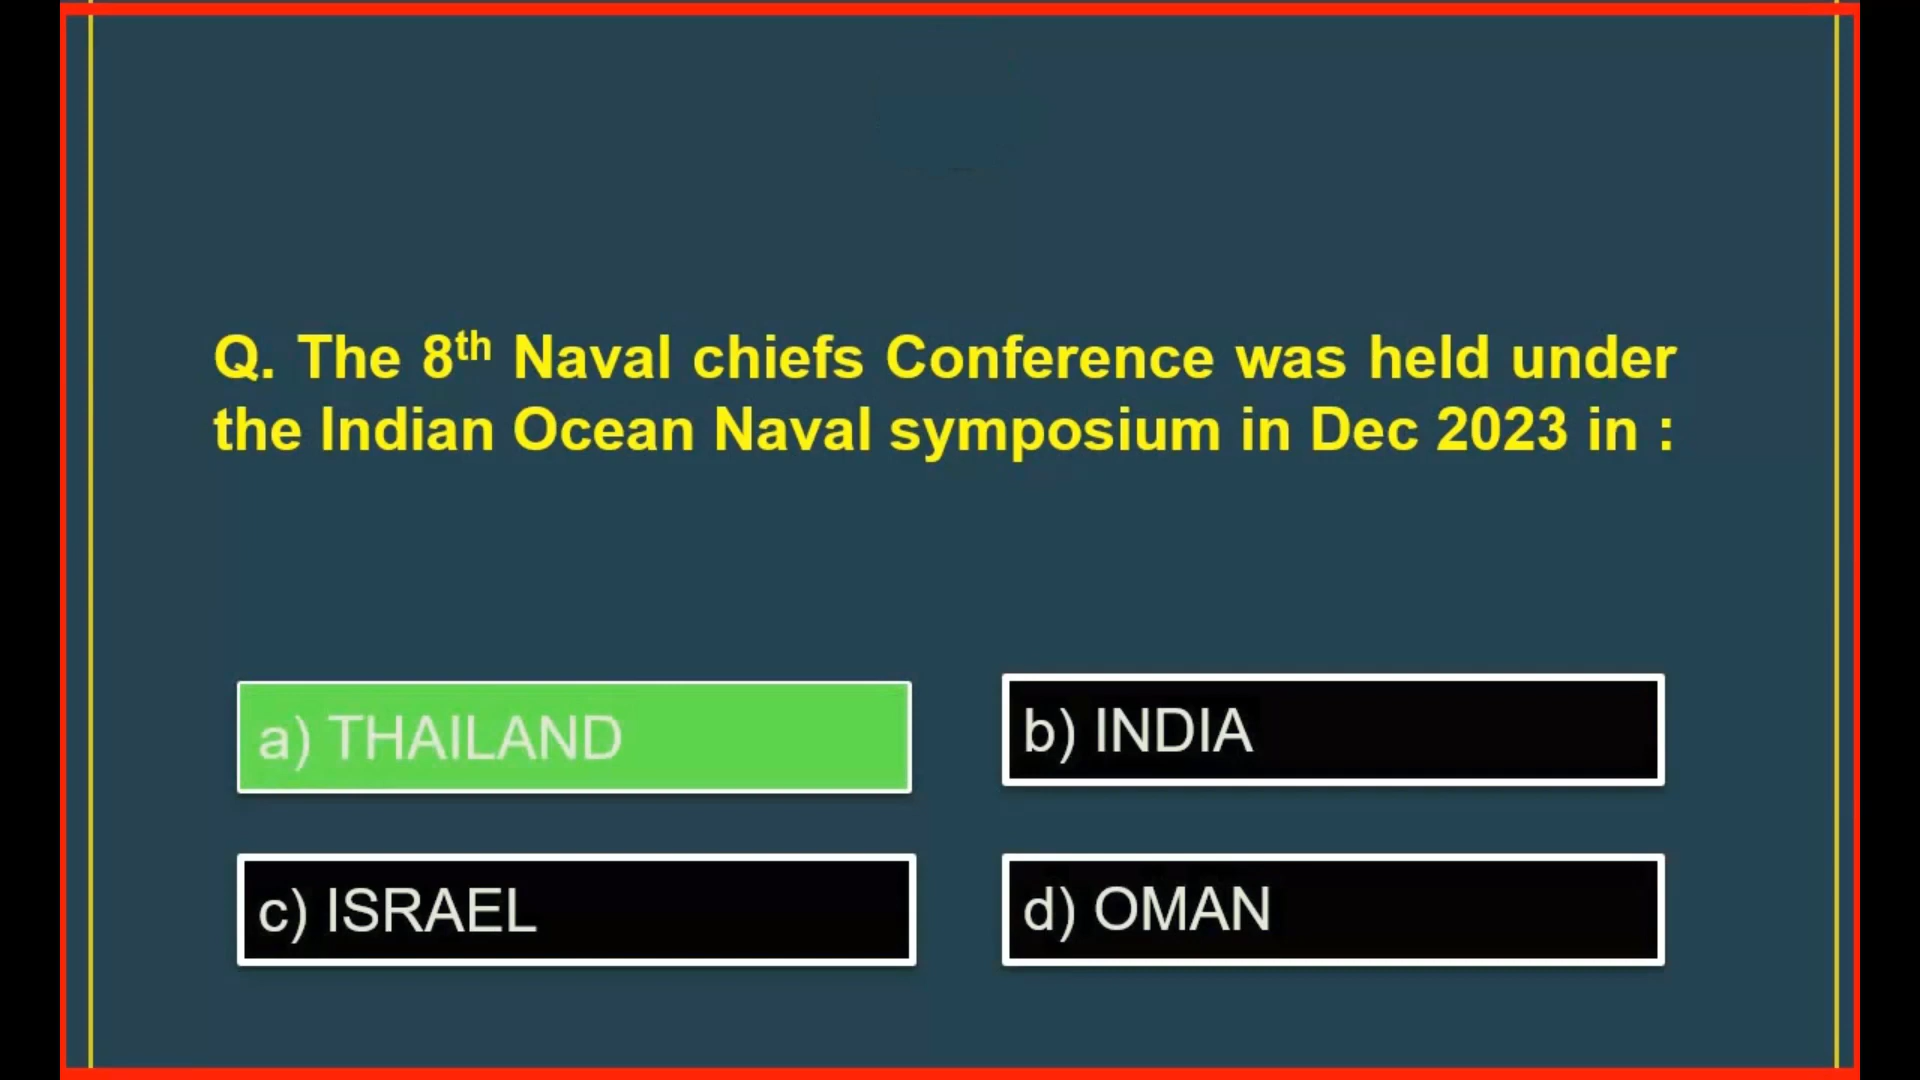 Q. The 8th Naval chiefs Conference was held under
the Indian Ocean Naval symposium in Dec 2023 in :
a) THAILAND
b) INDIA
c) ISRAEL
d) OMAN